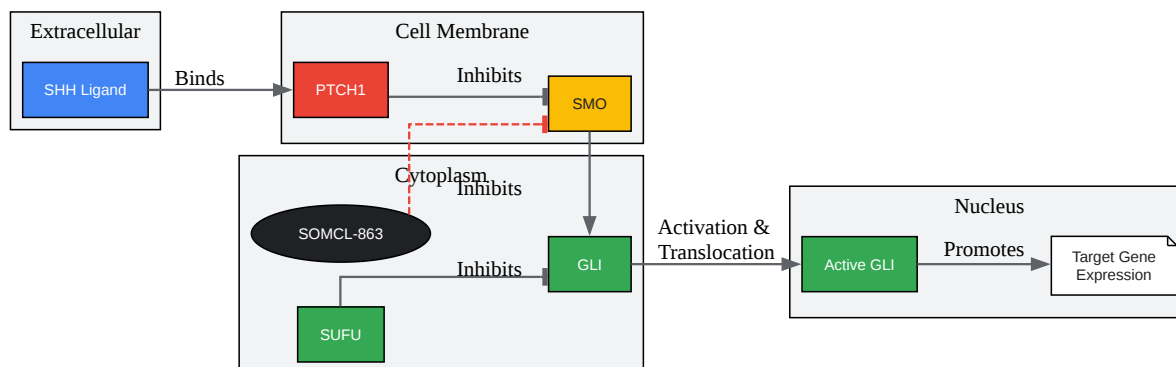 Extracellular
SHH Ligand
Binds
Cell Membrane
PTCH1
Inhibits
SMO
Cytoplasm
Inhibits
SOMCL-863
Inhibits
GLI
SUFU
Activation &
Translocation
Nucleus
Active GLI
Promotes
Target Gene
Expression